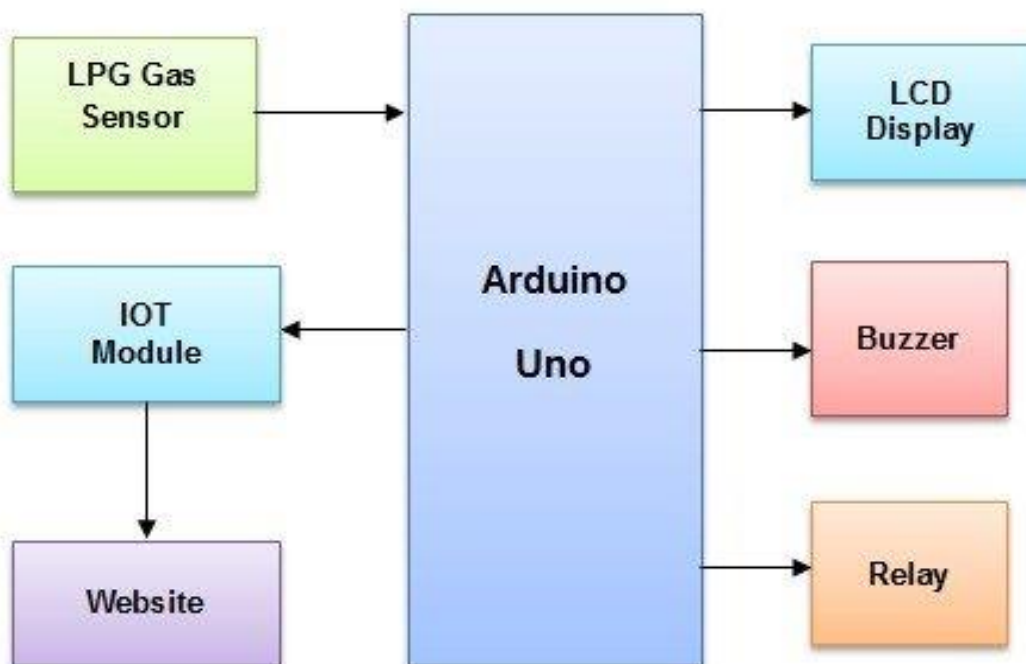 LPG Gas
Sensor
IOT
Module
Website
Arduino
Uno
LCD
Display
Buzzer
Relay